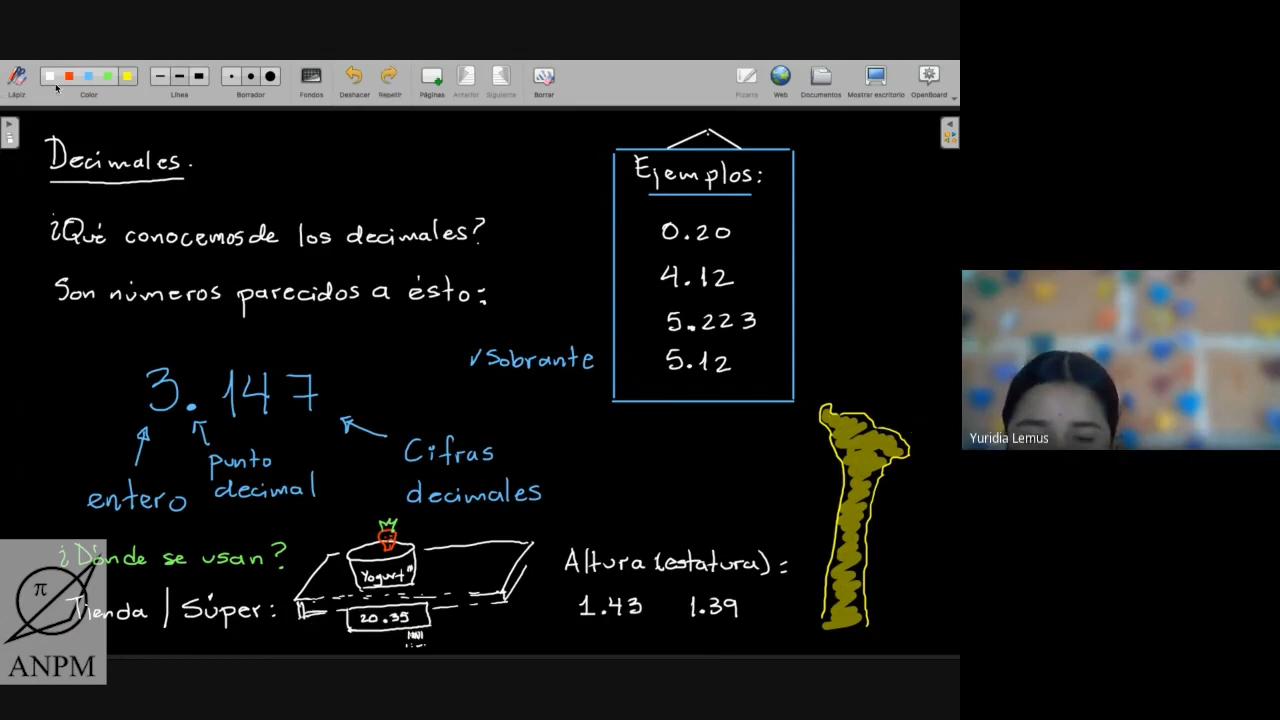 Lápiz
Color
Línea
Borrador
Fondos
Deshacer
Repetir
Páginas
Anterior
Siguiente
Borrar
Pizarra
Web
Documentos
Mostrar escritorio
OpenBoard
Decimales.
¿Qué conocemos de los decimales?
Son números parecidos a ésto:
3.147
entero
punto
decimal
Cifras
decimales
✓Sobrante
Ejemplos:
0.20
4.12
5.223
5.12
¿Dónde se usan?
Tienda / Súper:
Yogurt"
20.35
Altura (estatura):
1.43 1.39
π
ANPM
Yuridia Lemus